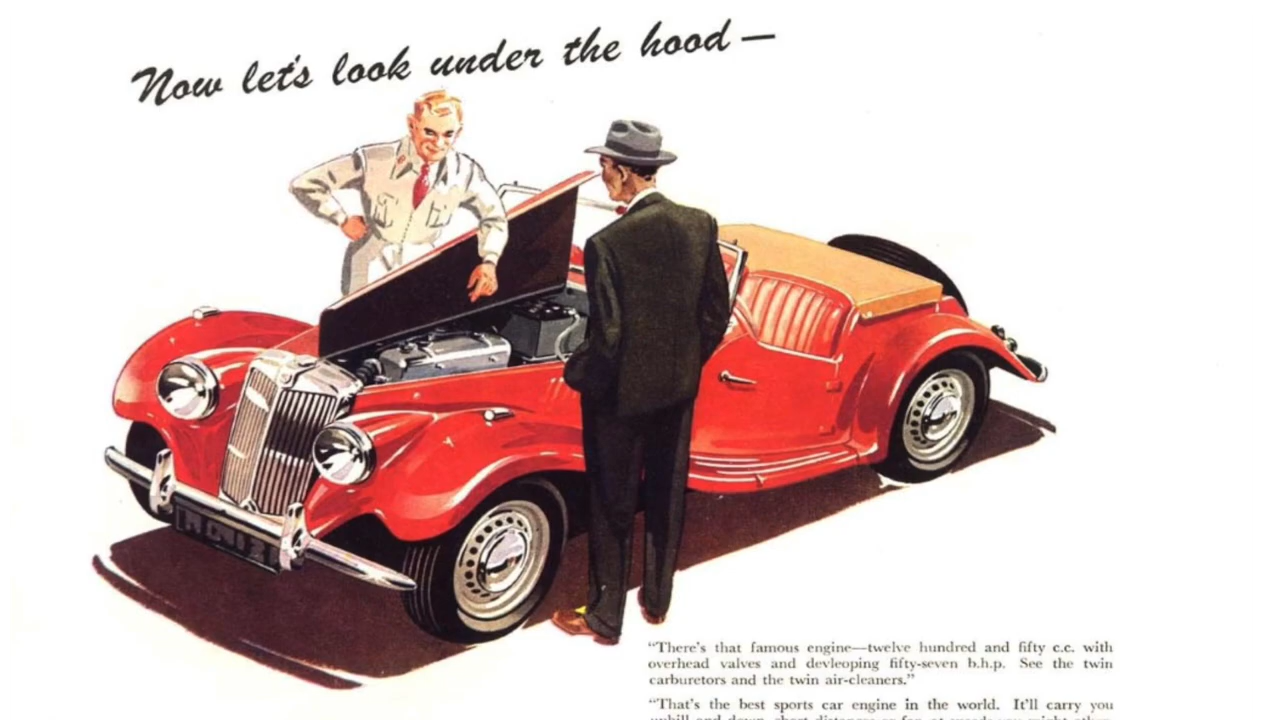 Now let's look under the hood—
"There's that famous engine—twelve hundred and fifty c.c. with
overhead valves and devleoping fifty-seven b.h.p. See the twin
carburetors and the twin air-cleaners."
"That's the best sports car engine in the world. It'll carry you